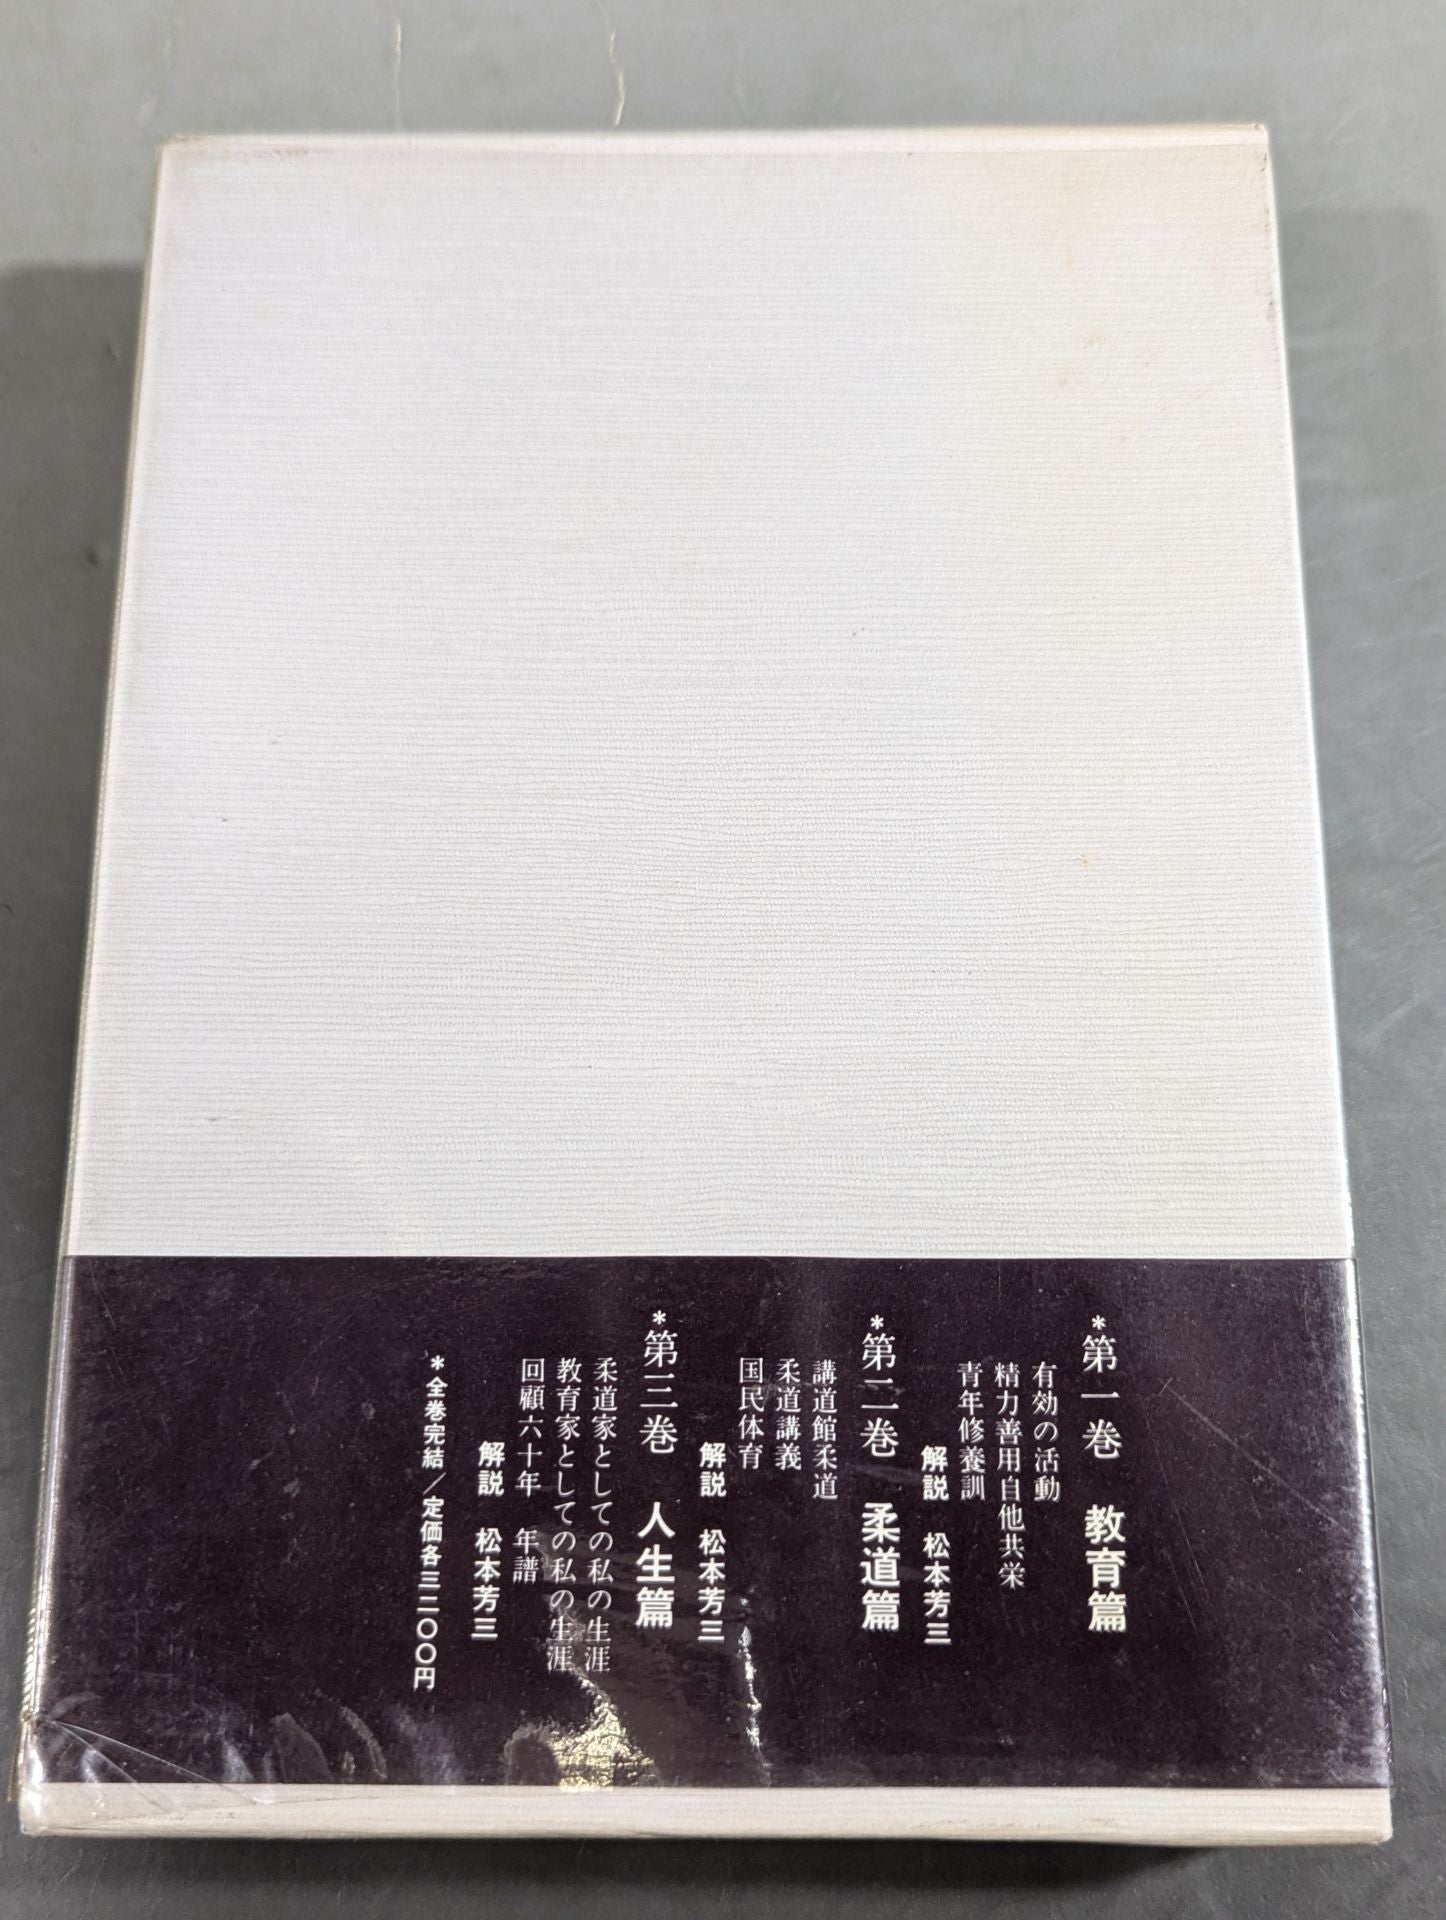 ＊第一巻　教育篇
有効の活動
精力善用自他共栄
青年修養訓
解説　松本芳三
＊第二巻　柔道篇
講道館柔道
柔道講義
国民体育
解説　松本芳三
＊第三巻　人生篇
柔道家としての私の生涯
教育家としての私の生涯
回顧六十年　年譜
解説　松本芳三
＊全巻完結／定価各三二〇〇円